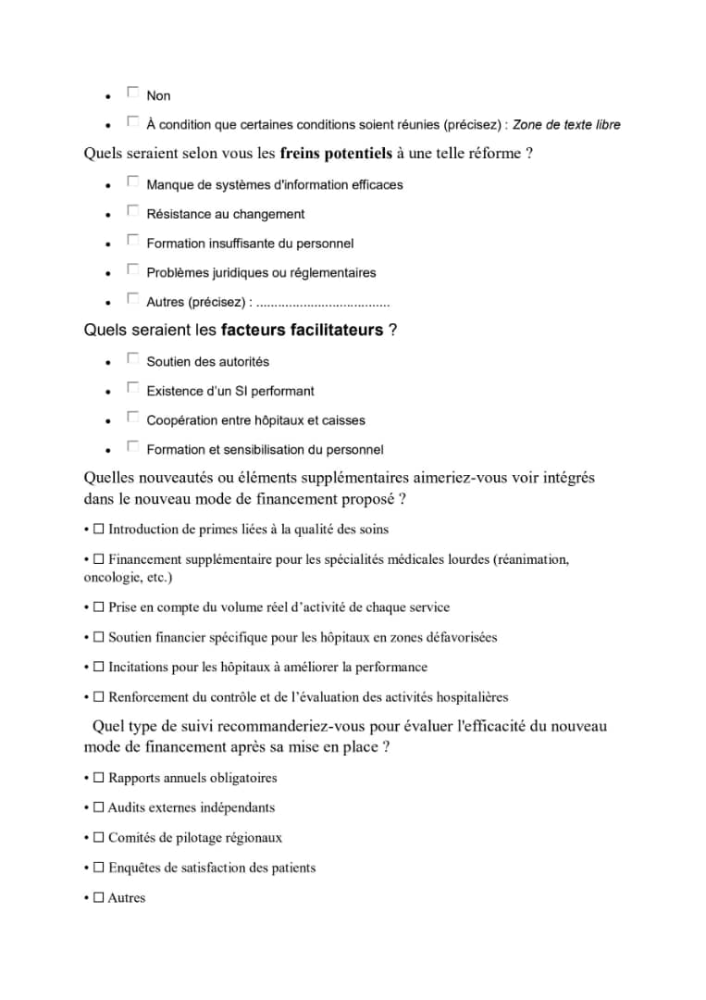 • ☐ Non
• ☐ À condition que certaines conditions soient réunies (précisez) : Zone de texte libre
Quels seraient selon vous les freins potentiels à une telle réforme ?
• ☐ Manque de systèmes d'information efficaces
• ☐ Résistance au changement
• ☐ Formation insuffisante du personnel
• ☐ Problèmes juridiques ou réglementaires
• ☐ Autres (précisez) : .....................................
Quels seraient les facteurs facilitateurs ?
• ☐ Soutien des autorités
• ☐ Existence d’un SI performant
• ☐ Coopération entre hôpitaux et caisses
• ☐ Formation et sensibilisation du personnel
Quelles nouveautés ou éléments supplémentaires aimeriez-vous voir intégrés
dans le nouveau mode de financement proposé ?
• ☐ Introduction de primes liées à la qualité des soins
• ☐ Financement supplémentaire pour les spécialités médicales lourdes (réanimation,
oncologie, etc.)
• ☐ Prise en compte du volume réel d’activité de chaque service
• ☐ Soutien financier spécifique pour les hôpitaux en zones défavorisées
• ☐ Incitations pour les hôpitaux à améliorer la performance
• ☐ Renforcement du contrôle et de l’évaluation des activités hospitalières
Quel type de suivi recommanderiez-vous pour évaluer l'efficacité du nouveau
mode de financement après sa mise en place ?
• ☐ Rapports annuels obligatoires
• ☐ Audits externes indépendants
• ☐ Comités de pilotage régionaux
• ☐ Enquêtes de satisfaction des patients
• ☐ Autres